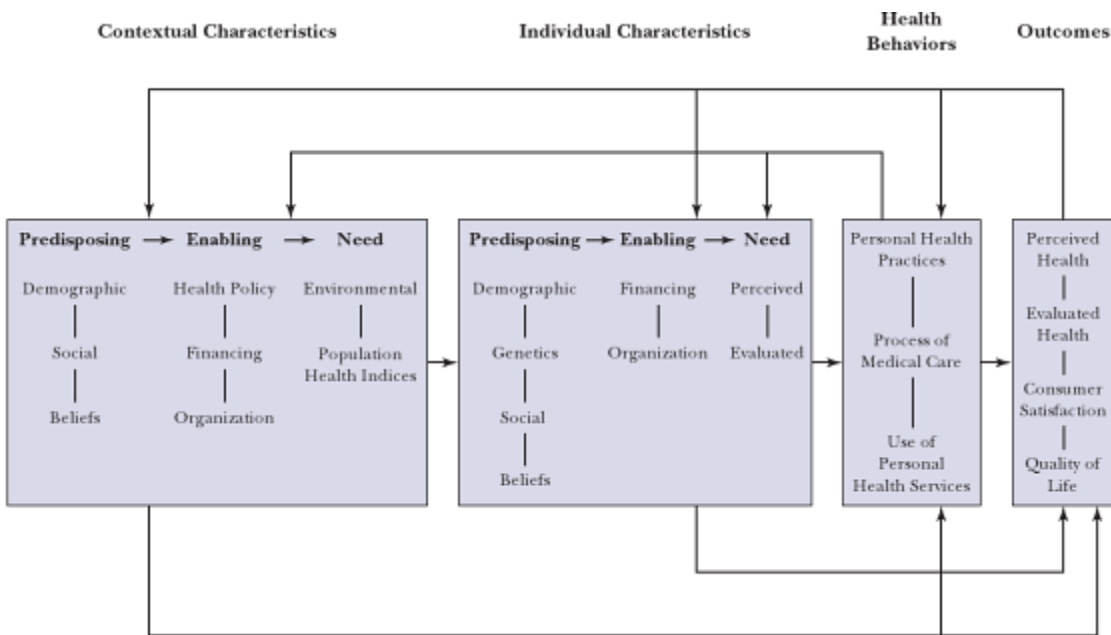 Contextual Characteristics
Individual Characteristics
Health
Behaviors
Outcomes
Predisposing → Enabling → Need
Demographic
Social
Beliefs
Health Policy
Financing
Organization
Environmental
Population
Health Indices
Predisposing → Enabling → Need
Demographic
Genetics
Social
Beliefs
Financing
Organization
Perceived
Evaluated
Personal Health
Practices
Process of
Medical Care
Use of
Personal
Health Services
Perceived
Health
Evaluated
Health
Consumer
Satisfaction
Quality of
Life